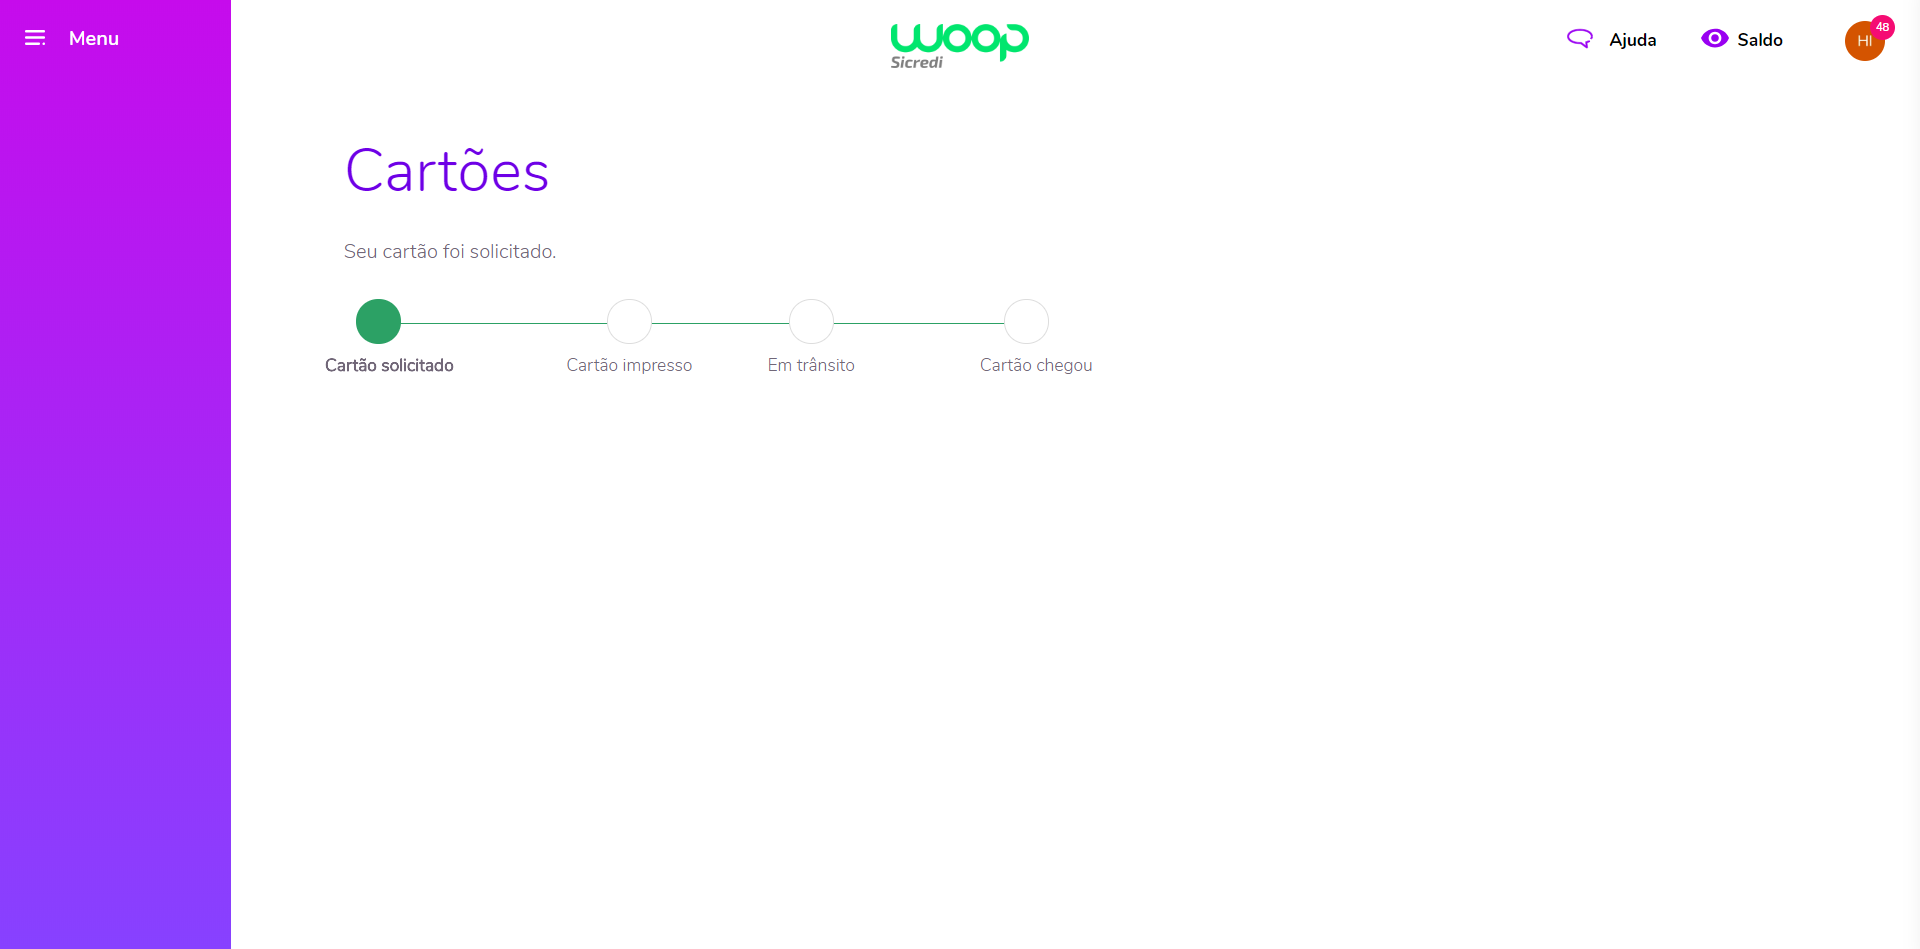 Menu
woop
Sicredi
Ajuda
Saldo
HI
48
Cartões
Seu cartão foi solicitado.
Cartão solicitado
Cartão impresso
Em trânsito
Cartão chegou